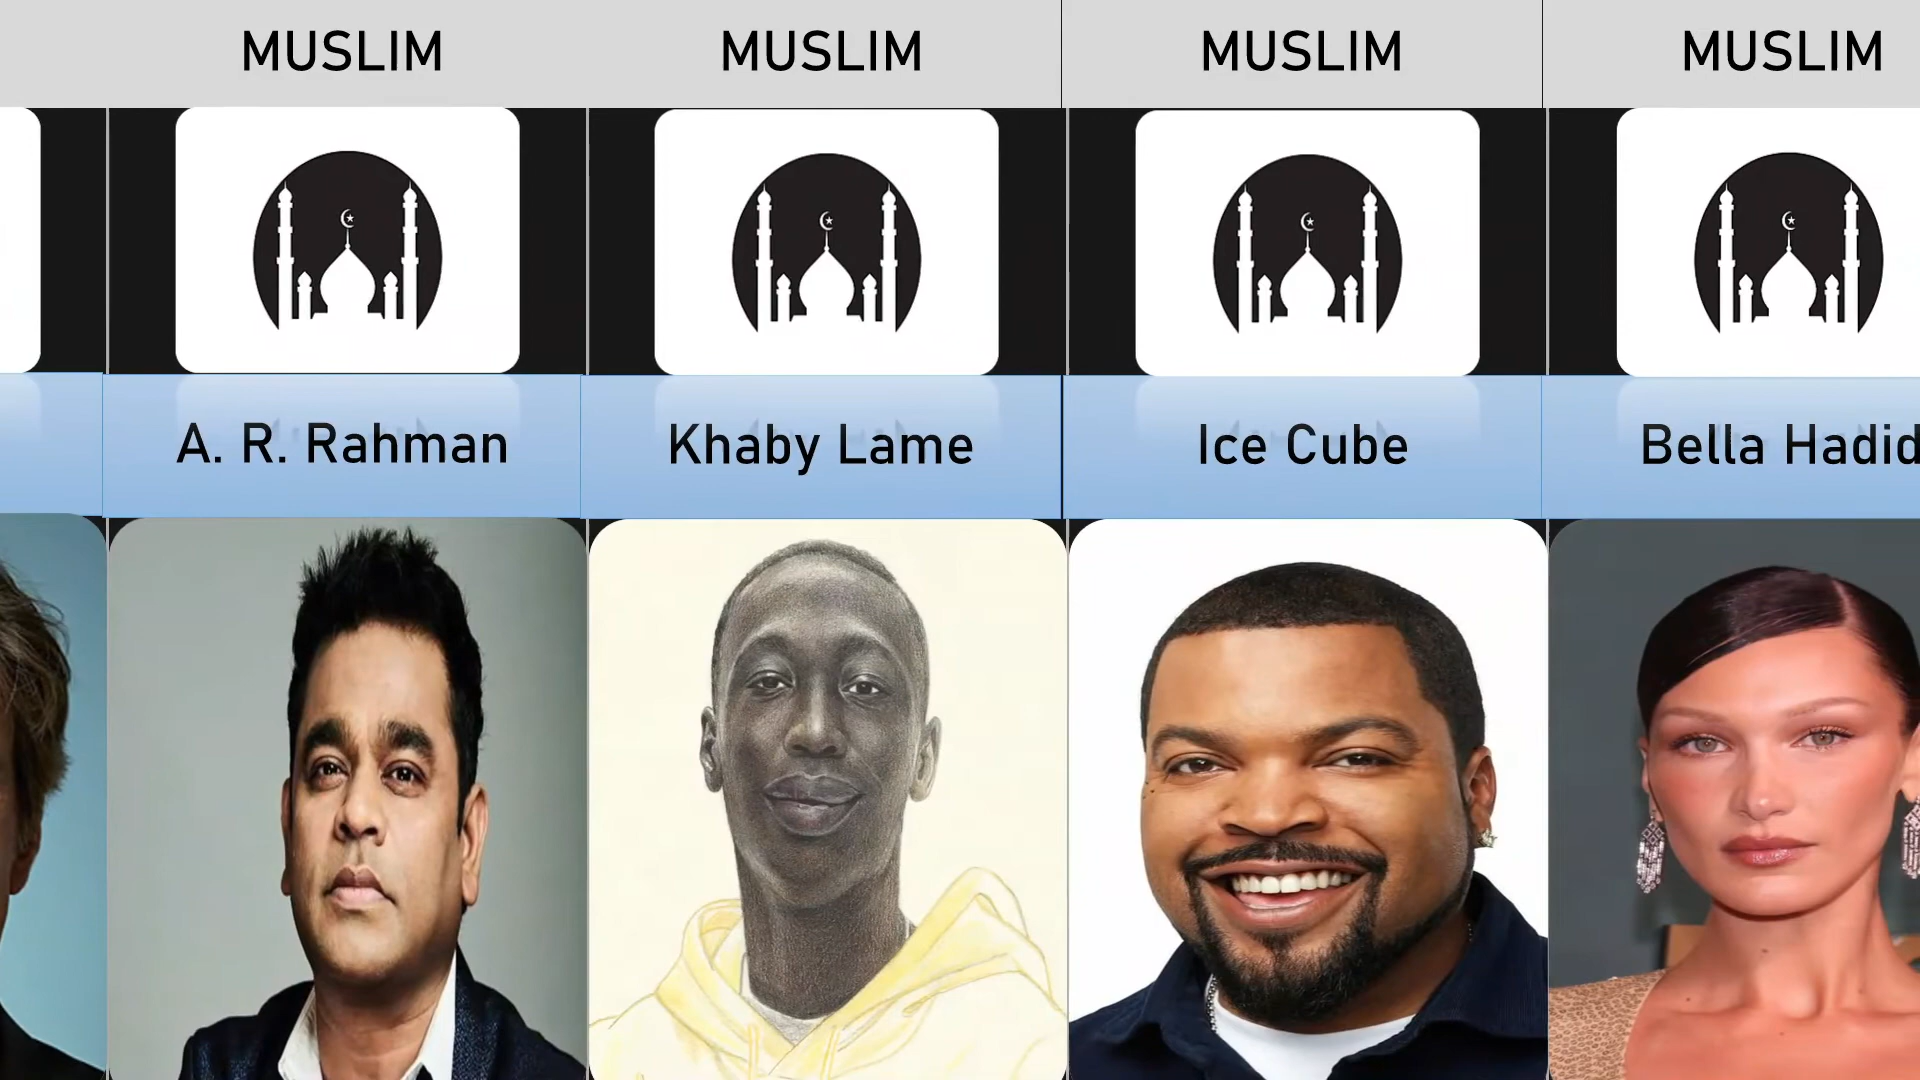 MUSLIM
MUSLIM
MUSLIM
MUSLIM
A. R. Rahman
Khaby Lame
Ice Cube
Bella Hadid